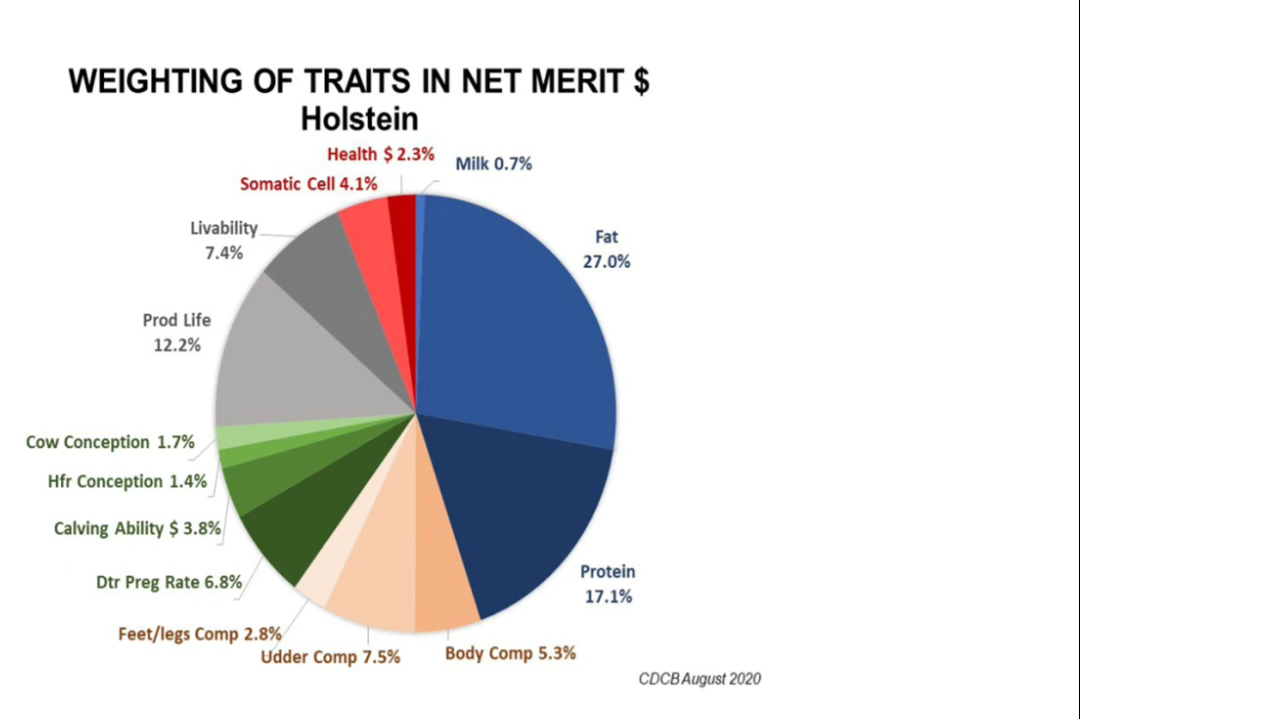 WEIGHTING OF TRAITS IN NET MERIT $
Holstein
Health $ 2.3%
Milk 0.7%
Somatic Cell 4.1%
Livability
7.4%
Fat
27.0%
Prod Life
12.2%
Cow Conception 1.7%
Hfr Conception 1.4%
Calving Ability $ 3.8%
Dtr Preg Rate 6.8%
Protein
17.1%
Feet/legs Comp 2.8%
Udder Comp 7.5%
Body Comp 5.3%
CDCB August 2020